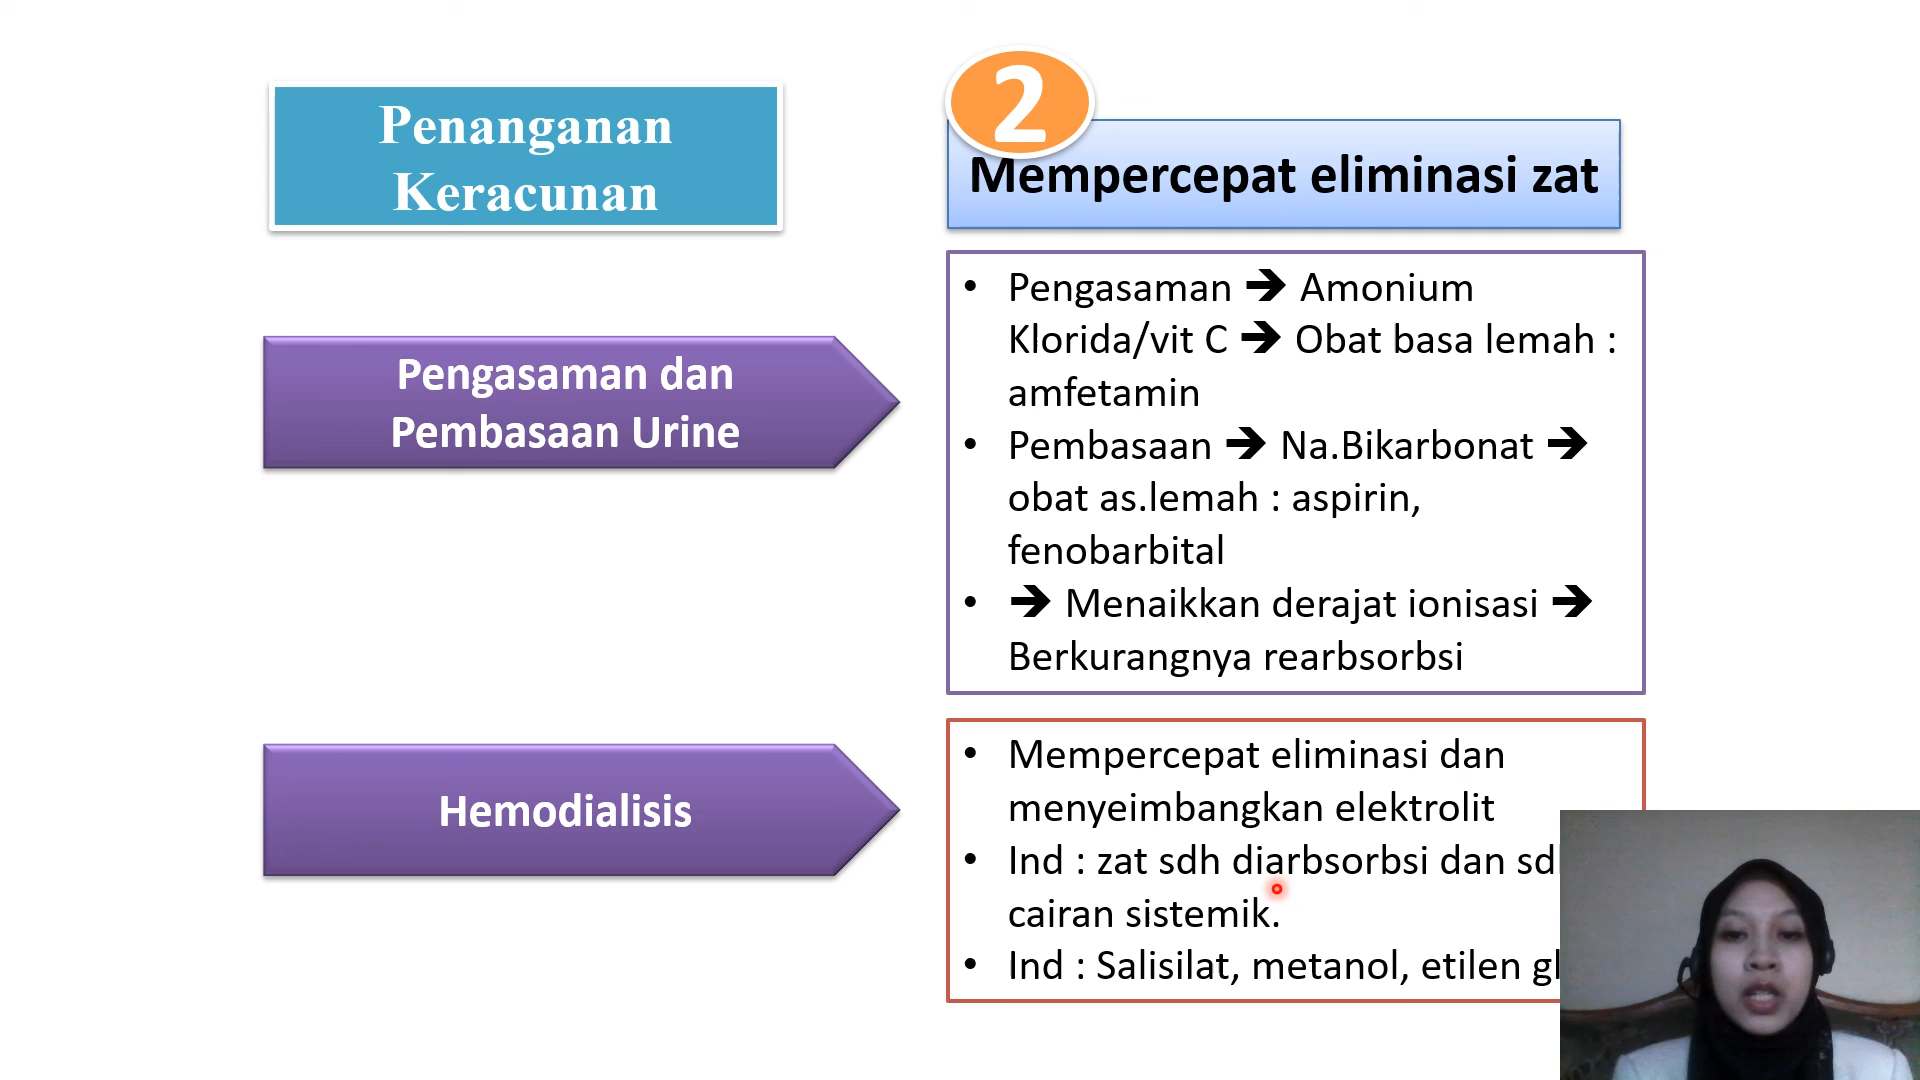 Penanganan
Keracunan
2
Mempercepat eliminasi zat
Pengasaman dan
Pembasaan Urine
• Pengasaman ➔ Amonium
Klorida/vit C ➔ Obat basa lemah :
amfetamin
• Pembasaan ➔ Na.Bikarbonat ➔
obat as.lemah : aspirin,
fenobarbital
• ➔ Menaikkan derajat ionisasi ➔
Berkurangnya rearbsorbsi
Hemodialisis
• Mempercepat eliminasi dan
menyeimbangkan elektrolit
• Ind : zat sdh diarbsorbsi dan
cairan sistemik.
• Ind : Salisilat, metanol, etilen